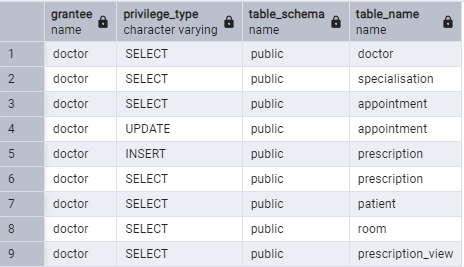 grantee privilege_type table_schema table_name
name character varying name name
1 doctor SELECT public doctor
2 doctor SELECT public specialisation
3 doctor SELECT public appointment
4 doctor UPDATE public appointment
5 doctor INSERT public prescription
6 doctor SELECT public prescription
7 doctor SELECT public patient
8 doctor SELECT public room
9 doctor SELECT public prescription_view